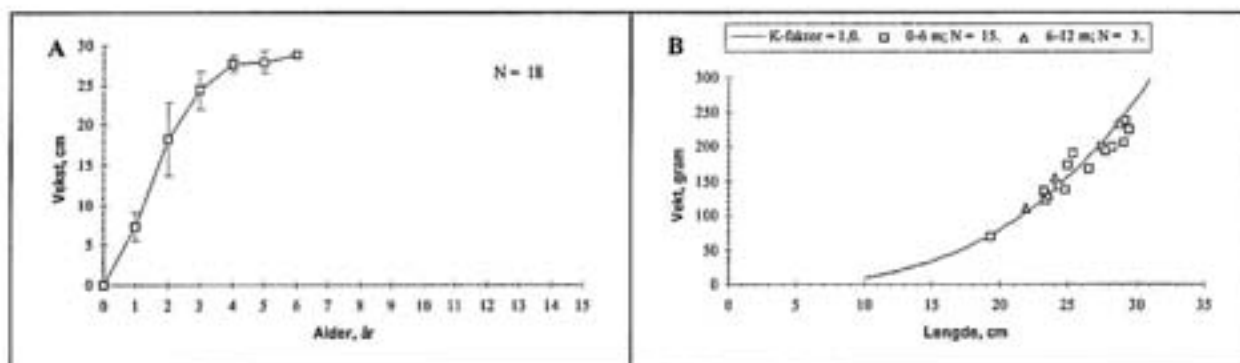 A
30
25
20
15
10
5
0
Vekst, cm
N = 18
0 1 2 3 4 5 6 7 8 9 10 11 12 13 14 15
Alder, år
B
K-faktor = 1,0. 0-6 m; N = 15. 6-12 m; N = 3.
300
250
200
150
100
50
0
Vekt, gram
0 5 10 15 20 25 30 35
Lengde, cm